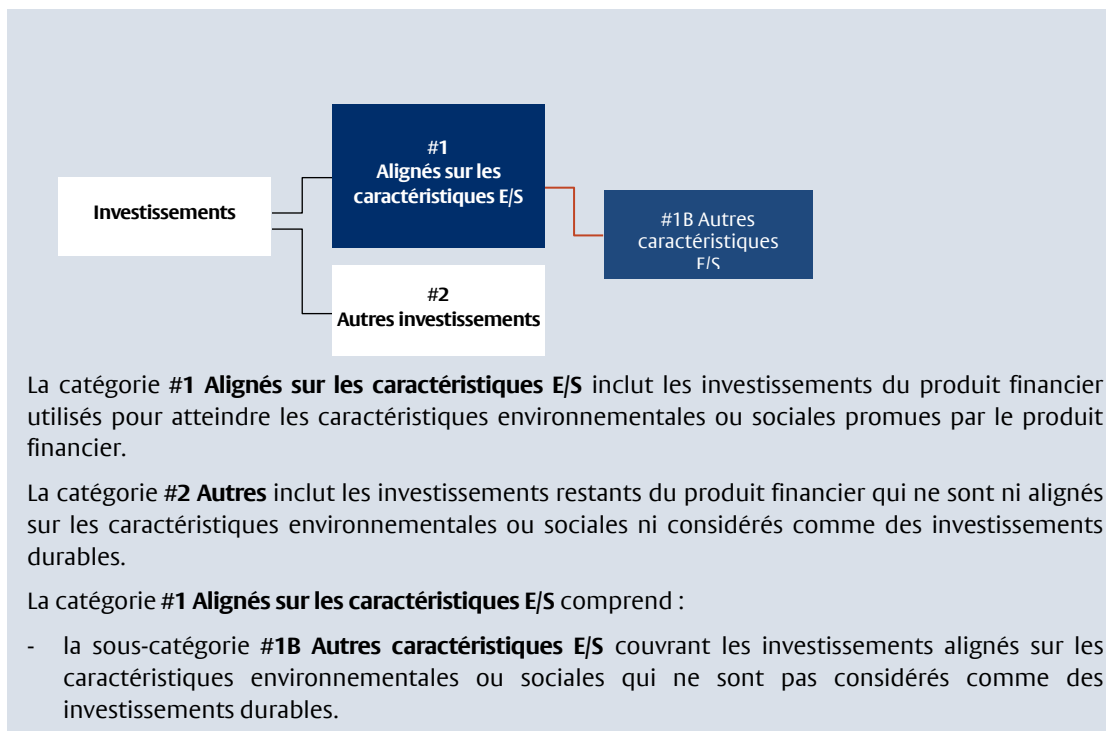 #1
Alignés sur les
caractéristiques E/S
Investissements
#1B Autres
caractéristiques
E/S
#2
Autres investissements
La catégorie #1 Alignés sur les caractéristiques E/S inclut les investissements du produit financier
utilisés pour atteindre les caractéristiques environnementales ou sociales promues par le produit
financier.
La catégorie #2 Autres inclut les investissements restants du produit financier qui ne sont ni alignés
sur les caractéristiques environnementales ou sociales ni considérés comme des investissements
durables.
La catégorie #1 Alignés sur les caractéristiques E/S comprend :
- la sous-catégorie #1B Autres caractéristiques E/S couvrant les investissements alignés sur les
caractéristiques environnementales ou sociales qui ne sont pas considérés comme des
investissements durables.